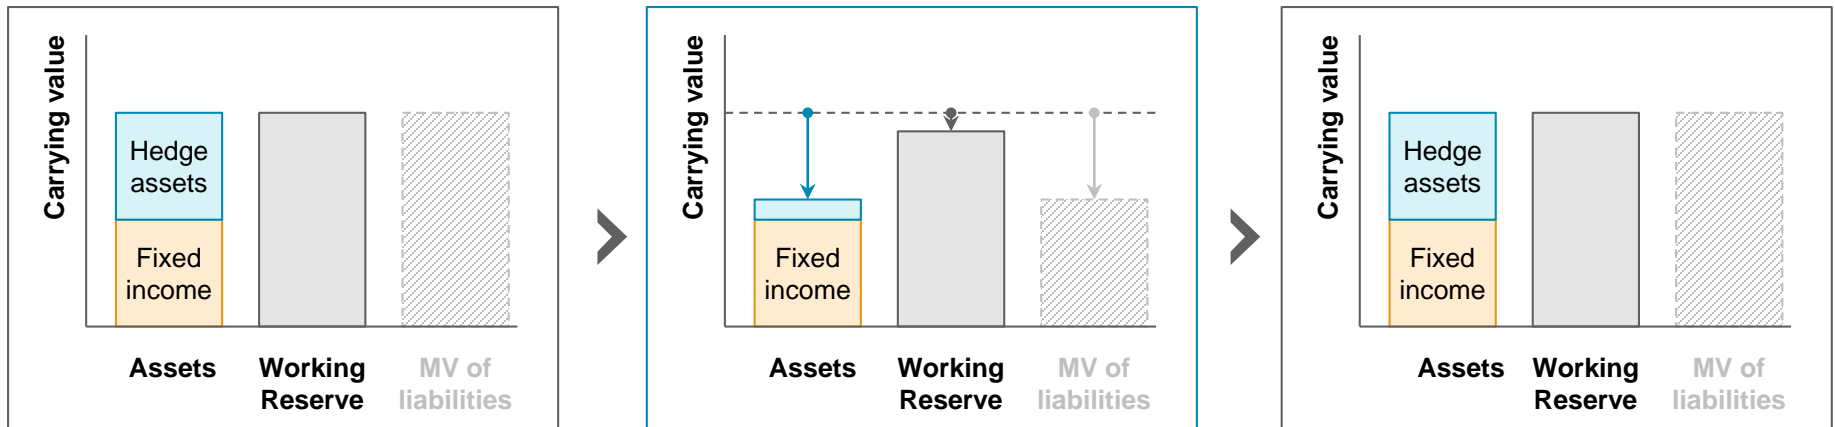 Carrying value
Hedge
assets
Fixed
income
Assets
Working
Reserve
MV of
liabilities
Carrying value
Fixed
income
Assets
Working
Reserve
MV of
liabilities
Carrying value
Hedge
assets
Fixed
income
Assets
Working
Reserve
MV of
liabilities